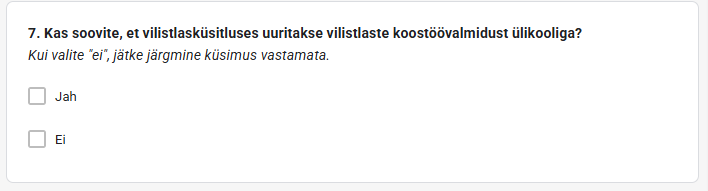 7. Kas soovite, et vilistlasküsitluses uuritakse vilistlaste koostöövalmidust ülikooliga?
Kui valite "ei", jätke järgmine küsimus vastamata.
Jah
Ei